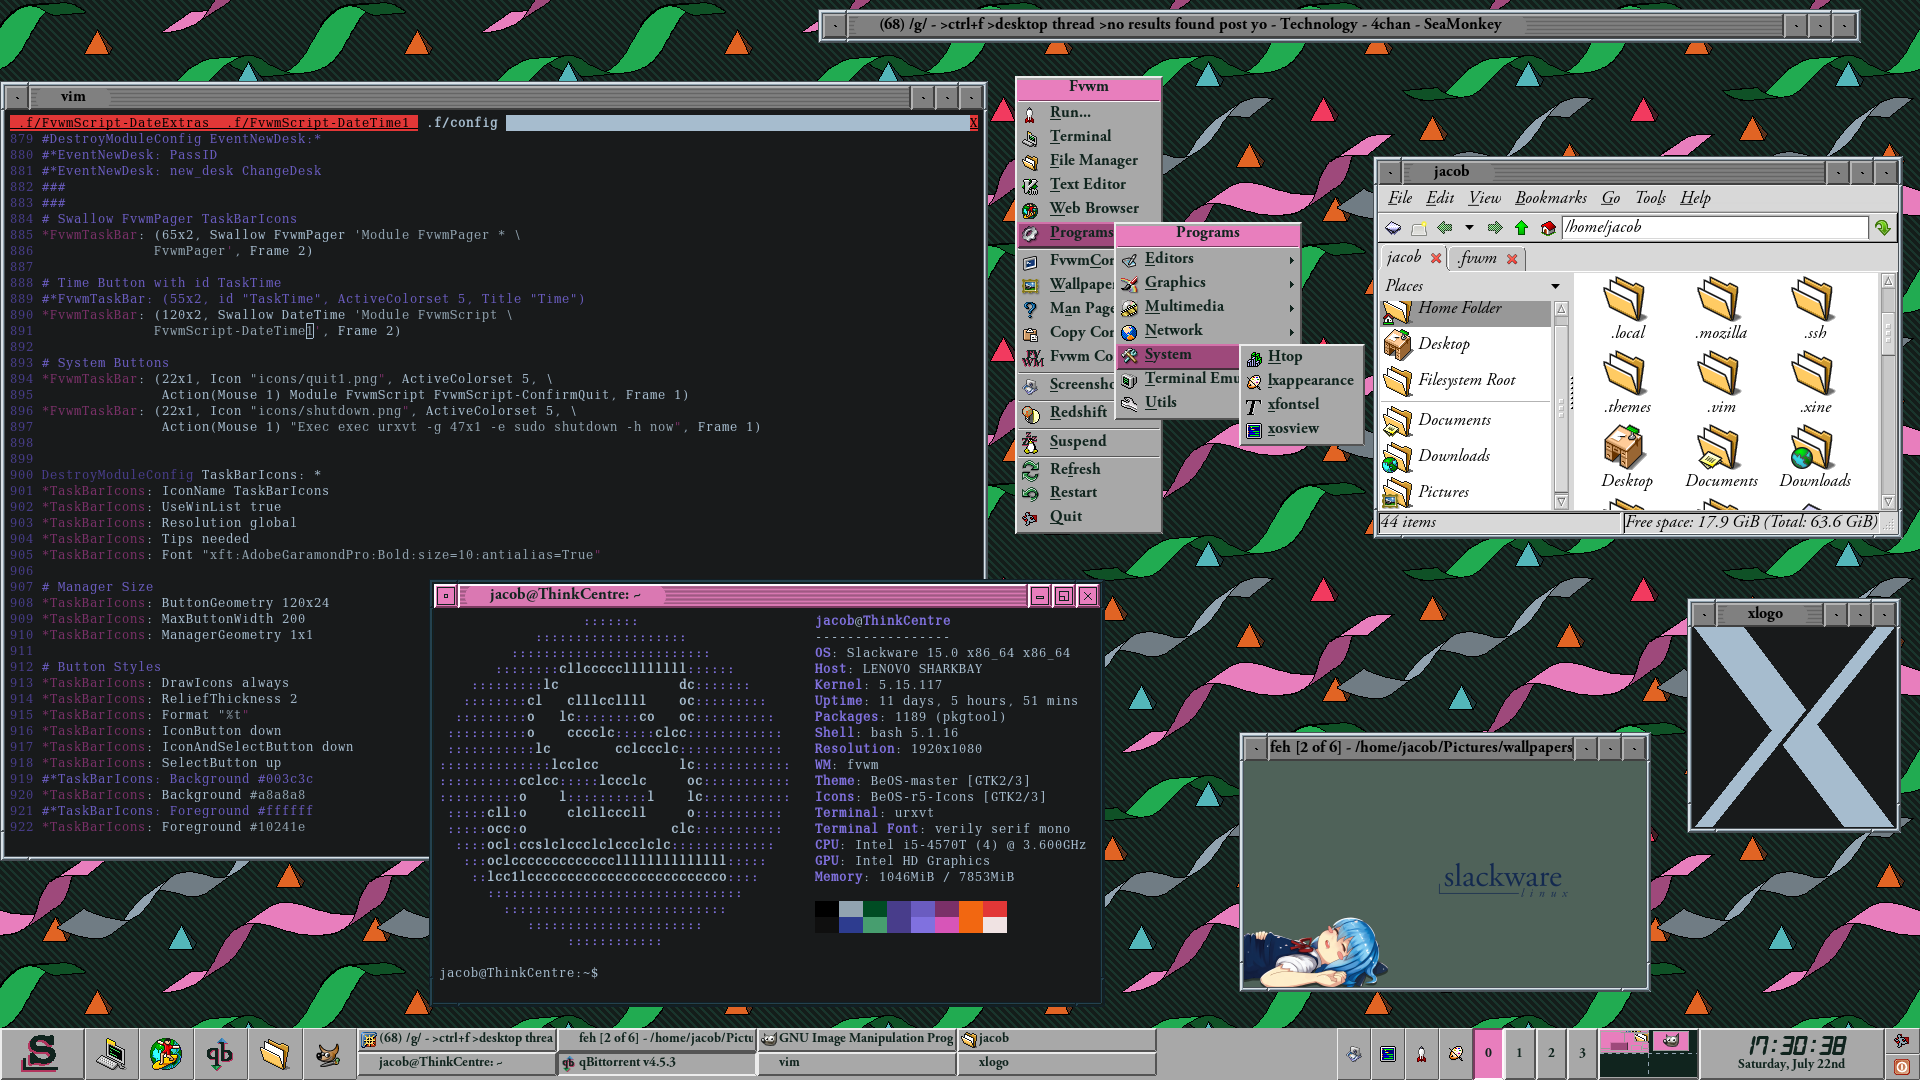 (68) /g/ - >ctrl+f >desktop thread >no results found post yo - Technology - 4chan - SeaMonkey
vim
.f/FvwmScript-DateExtras  .f/FvwmScript-DateTime1  .f/config X
879 #DestroyModuleConfig EventNewDesk:*
880 #*EventNewDesk: PassID
881 #*EventNewDesk: new_desk ChangeDesk
882 ###
883 ###
884 # Swallow FvwmPager TaskBarIcons
885 *FvwmTaskBar: (65x2, Swallow FvwmPager 'Module FvwmPager * \
886               FvwmPager', Frame 2)
887
888 # Time Button with id TaskTime
889 #*FvwmTaskBar: (55x2, id "TaskTime", ActiveColorset 5, Title "Time")
890 *FvwmTaskBar: (120x2, Swallow DateTime 'Module FvwmScript \
891               FvwmScript-DateTime1', Frame 2)
892
893 # System Buttons
894 *FvwmTaskBar: (22x1, Icon "icons/quit1.png", ActiveColorset 5, \
895                Action(Mouse 1) Module FvwmScript FvwmScript-ConfirmQuit, Frame 1)
896 *FvwmTaskBar: (22x1, Icon "icons/shutdown.png", ActiveColorset 5, \
897                Action(Mouse 1) "Exec exec urxvt -g 47x1 -e sudo shutdown -h now", Frame 1)
898
899
900 DestroyModuleConfig TaskBarIcons: *
901 *TaskBarIcons: IconName TaskBarIcons
902 *TaskBarIcons: UseWinList true
903 *TaskBarIcons: Resolution global
904 *TaskBarIcons: Tips needed
905 *TaskBarIcons: Font "xft:AdobeGaramondPro:Bold:size=10:antialias=True"
906
907 # Manager Size
908 *TaskBarIcons: ButtonGeometry 120x24
909 *TaskBarIcons: MaxButtonWidth 200
910 *TaskBarIcons: ManagerGeometry 1x1
911
912 # Button Styles
913 *TaskBarIcons: DrawIcons always
914 *TaskBarIcons: ReliefThickness 2
915 *TaskBarIcons: Format "%t"
916 *TaskBarIcons: IconButton down
917 *TaskBarIcons: IconAndSelectButton down
918 *TaskBarIcons: SelectButton up
919 #*TaskBarIcons: Background #003c3c
920 *TaskBarIcons: Background #a8a8a8
921 #*TaskBarIcons: Foreground #ffffff
922 *TaskBarIcons: Foreground #10241e
Fvwm
Run...
Terminal
File Manager
Text Editor
Web Browser
Programs
FvwmCon
Wallpape
Man Page
Copy Con
Fvwm Co
Screensho
Redshift
Suspend
Refresh
Restart
Quit
Programs
Editors
Graphics
Multimedia
Network
System
Terminal Emu
Utils
Htop
lxappearance
xfontsel
xosview
jacob
File Edit View Bookmarks Go Tools Help
/home/jacob
jacob .fvwm
Places
Home Folder
Desktop
Filesystem Root
Documents
Downloads
Pictures
.local .mozilla .ssh
.themes .vim .xine
Desktop Documents Downloads
44 items Free space: 17.9 GiB (Total: 63.6 GiB)
jacob@ThinkCentre: ~
jacob@ThinkCentre
-----------------
OS: Slackware 15.0 x86_64 x86_64
Host: LENOVO SHARKBAY
Kernel: 5.15.117
Uptime: 11 days, 5 hours, 51 mins
Packages: 1189 (pkgtool)
Shell: bash 5.1.16
Resolution: 1920x1080
WM: fvwm
Theme: BeOS-master [GTK2/3]
Icons: BeOS-r5-Icons [GTK2/3]
Terminal: urxvt
Terminal Font: verily serif mono
CPU: Intel i5-4570T (4) @ 3.600GHz
GPU: Intel HD Graphics
Memory: 1046MiB / 7853MiB
jacob@ThinkCentre:~$
xlogo
feh [2 of 6] - /home/jacob/Pictures/wallpapers
slackware
linux
(68) /g/ - >ctrl+f >desktop threa
feh [2 of 6] - /home/jacob/Pictu
GNU Image Manipulation Prog
jacob
jacob@ThinkCentre: ~
qBittorrent v4.5.3
vim
xlogo
0 1 2 3
17:30:38
Saturday, July 22nd